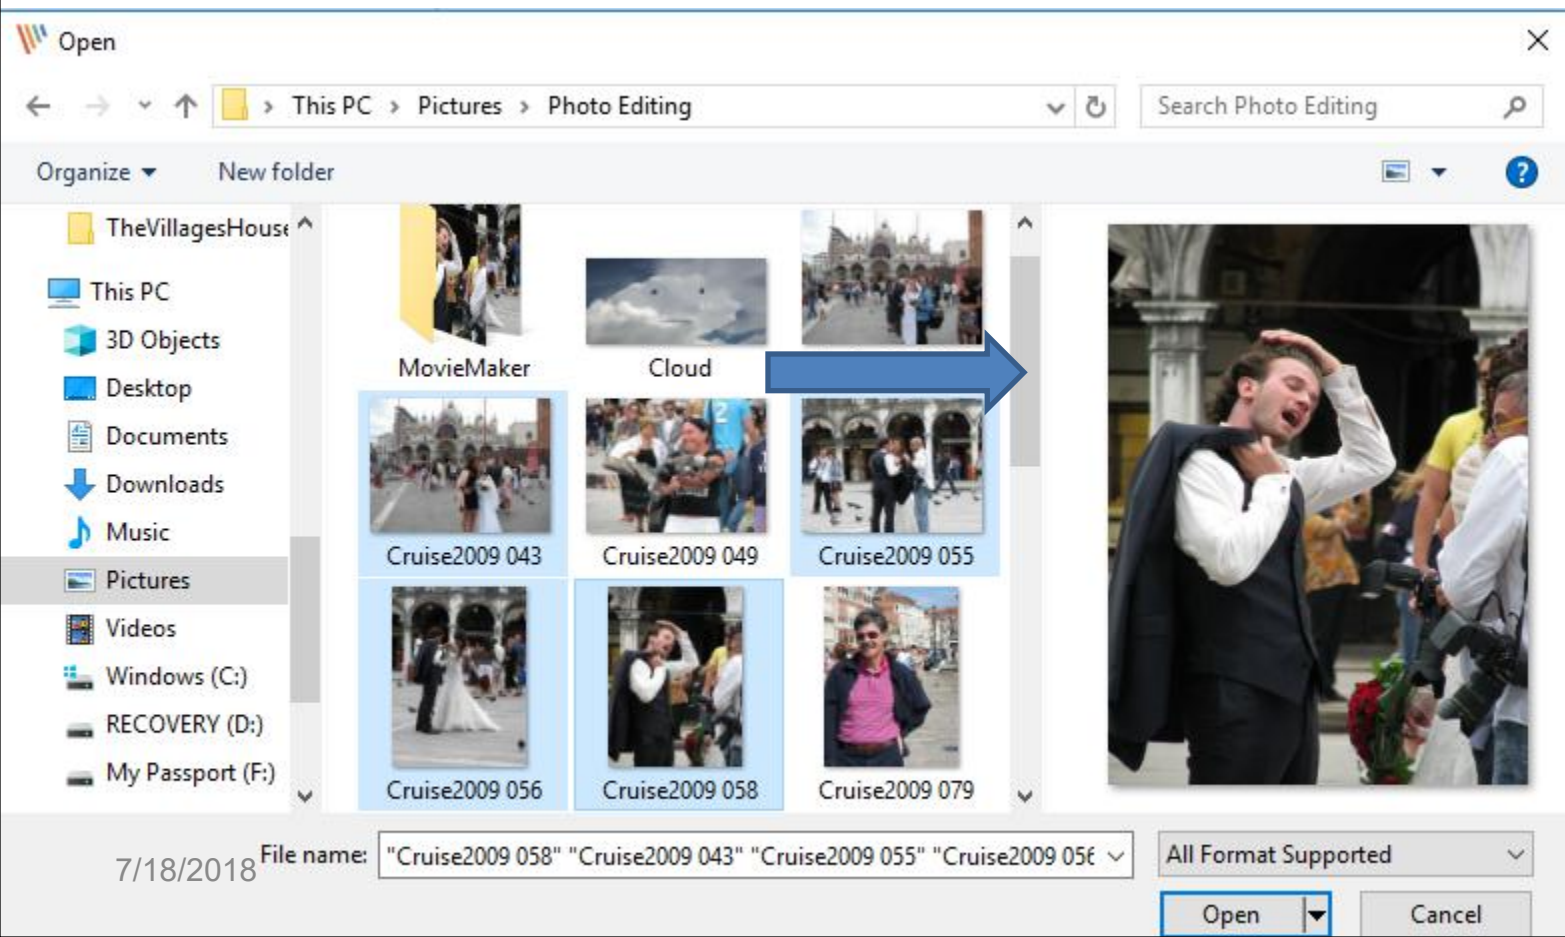 Open
This PC > Pictures > Photo Editing
Search Photo Editing
Organize
New folder
TheVillagesHouse
This PC
3D Objects
Desktop
Documents
Downloads
Music
Pictures
Videos
Windows (C:)
RECOVERY (D:)
My Passport (F:)
MovieMaker
Cloud
Cruise2009 043
Cruise2009 049
Cruise2009 055
Cruise2009 056
Cruise2009 058
Cruise2009 079
File name: "Cruise2009 058" "Cruise2009 043" "Cruise2009 055" "Cruise2009 056
All Format Supported
7/18/2018
Open
Cancel